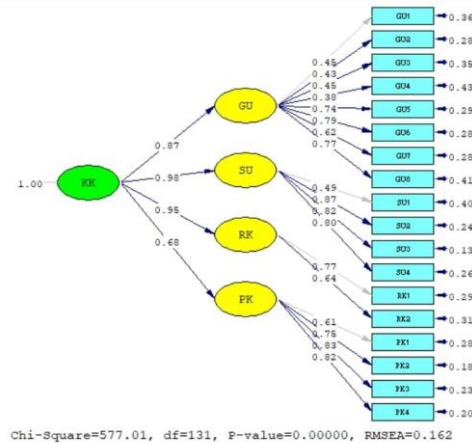 GU1 0.36
GU2 0.28
0.45 GU3 0.35
0.43
0.45 GU4 0.43
0.38
GU 0.74 GU5 0.29
0.79
0.62 GU6 0.28
0.77
GU7 0.28
0.87
GU8 0.41
1.00 KK 0.98 SU 0.49 SU1 0.40
0.87
0.82 SU2 0.24
0.80
0.95 SU3 0.13
SU4 0.26
0.68 RK 0.77 RK1 0.29
0.64
RK2 0.31
PK 0.61 PK1 0.28
0.75
0.83 PK2 0.18
0.82
PK3 0.23
PK4 0.20
Chi-Square=577.01, df=131, P-value=0.00000, RMSEA=0.162